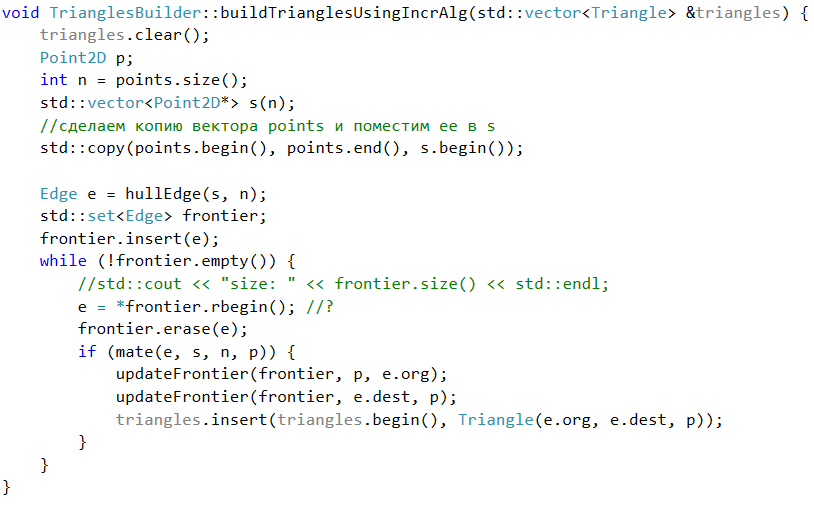 void TrianglesBuilder::buildTrianglesUsingIncrAlg(std::vector<Triangle> &triangles) {
    triangles.clear();
    Point2D p;
    int n = points.size();
    std::vector<Point2D*> s(n);
    //сделаем копию вектора points и поместим ее в s
    std::copy(points.begin(), points.end(), s.begin());

    Edge e = hullEdge(s, n);
    std::set<Edge> frontier;
    frontier.insert(e);
    while (!frontier.empty()) {
        //std::cout << "size: " << frontier.size() << std::endl;
        e = *frontier.rbegin(); //?
        frontier.erase(e);
        if (mate(e, s, n, p)) {
            updateFrontier(frontier, p, e.org);
            updateFrontier(frontier, e.dest, p);
            triangles.insert(triangles.begin(), Triangle(e.org, e.dest, p));
        }
    }
}